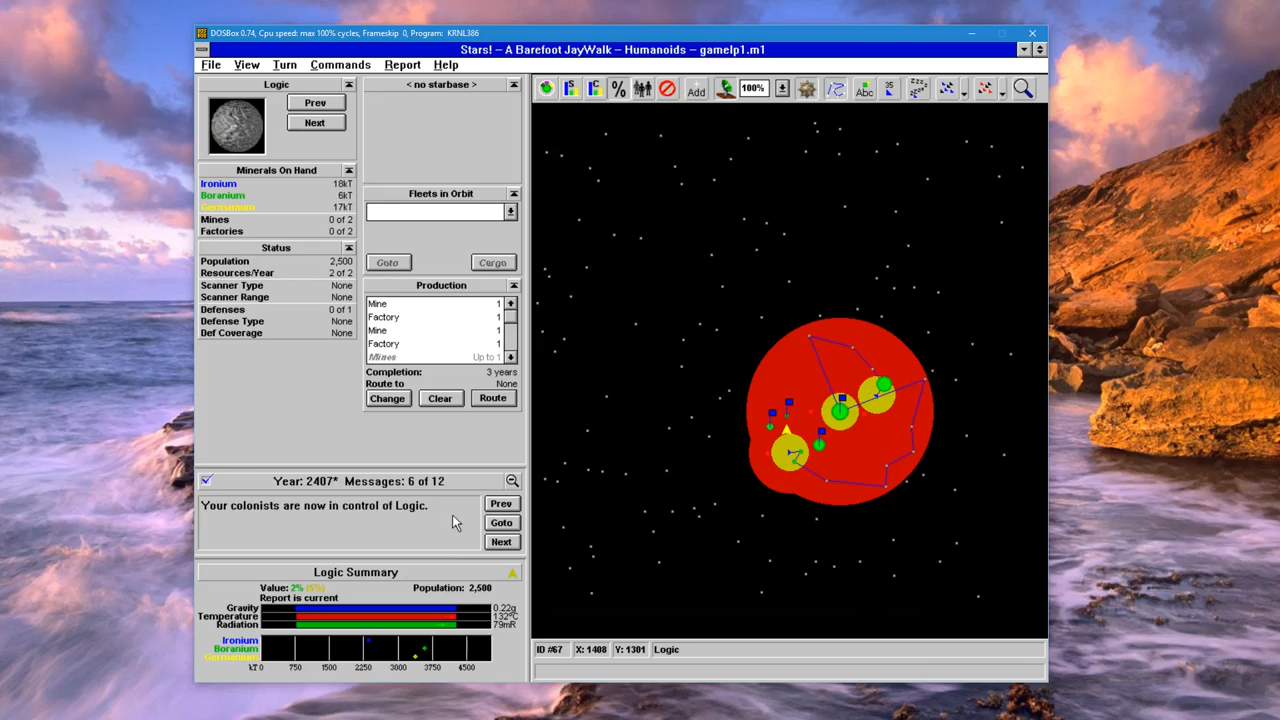 DOSBox 0.74, Cpu speed: max 100% cycles, Frameskip 0, Program: KRNL386
Stars! – A Barefoot JayWalk – Humanoids – gamelp1.m1
File View Turn Commands Report Help
Logic
Prev
Next
Minerals On Hand
Ironium 18kT
Boranium 6kT
Germanium 17kT
Mines 0 of 2
Factories 0 of 2
Status
Population 2,500
Resources/Year 2 of 2
Scanner Type None
Scanner Range None
Defenses 0 of 1
Defense Type None
Def Coverage None
< no starbase >
Fleets in Orbit
Goto Cargo
Production
Mine 1
Factory 1
Mine 1
Factory 1
Mines Up to 1
Completion: 3 years
Route to None
Change Clear Route
S C % Add 100% Abc 35 zzz
Year: 2407* Messages: 6 of 12
Your colonists are now in control of Logic.
Prev
Goto
Next
Logic Summary
Value: 2% (5%) Population: 2,500
Report is current
Gravity 0.22g
Temperature 132°C
Radiation 79mR
Ironium
Boranium
Germanium
kT 0 750 1500 2250 3000 3750 4500
ID #67 X: 1408 Y: 1301 Logic